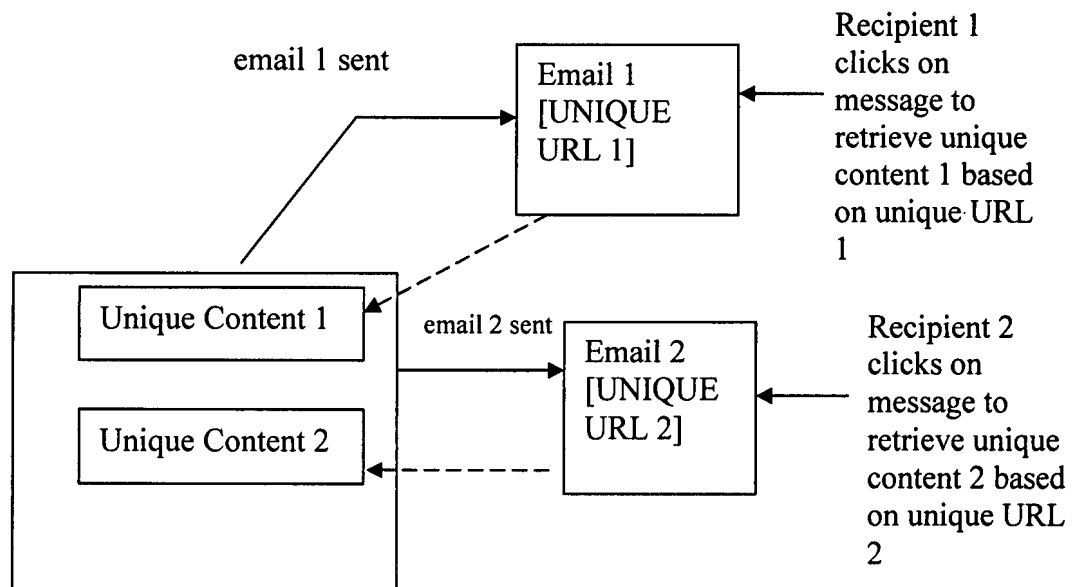 email 1 sent
Email 1
[UNIQUE
URL 1]
Recipient 1
clicks on
message to
retrieve unique
content 1 based
on unique URL
1
Unique Content 1
email 2 sent
Email 2
[UNIQUE
URL 2]
Recipient 2
clicks on
message to
retrieve unique
content 2 based
on unique URL
2
Unique Content 2